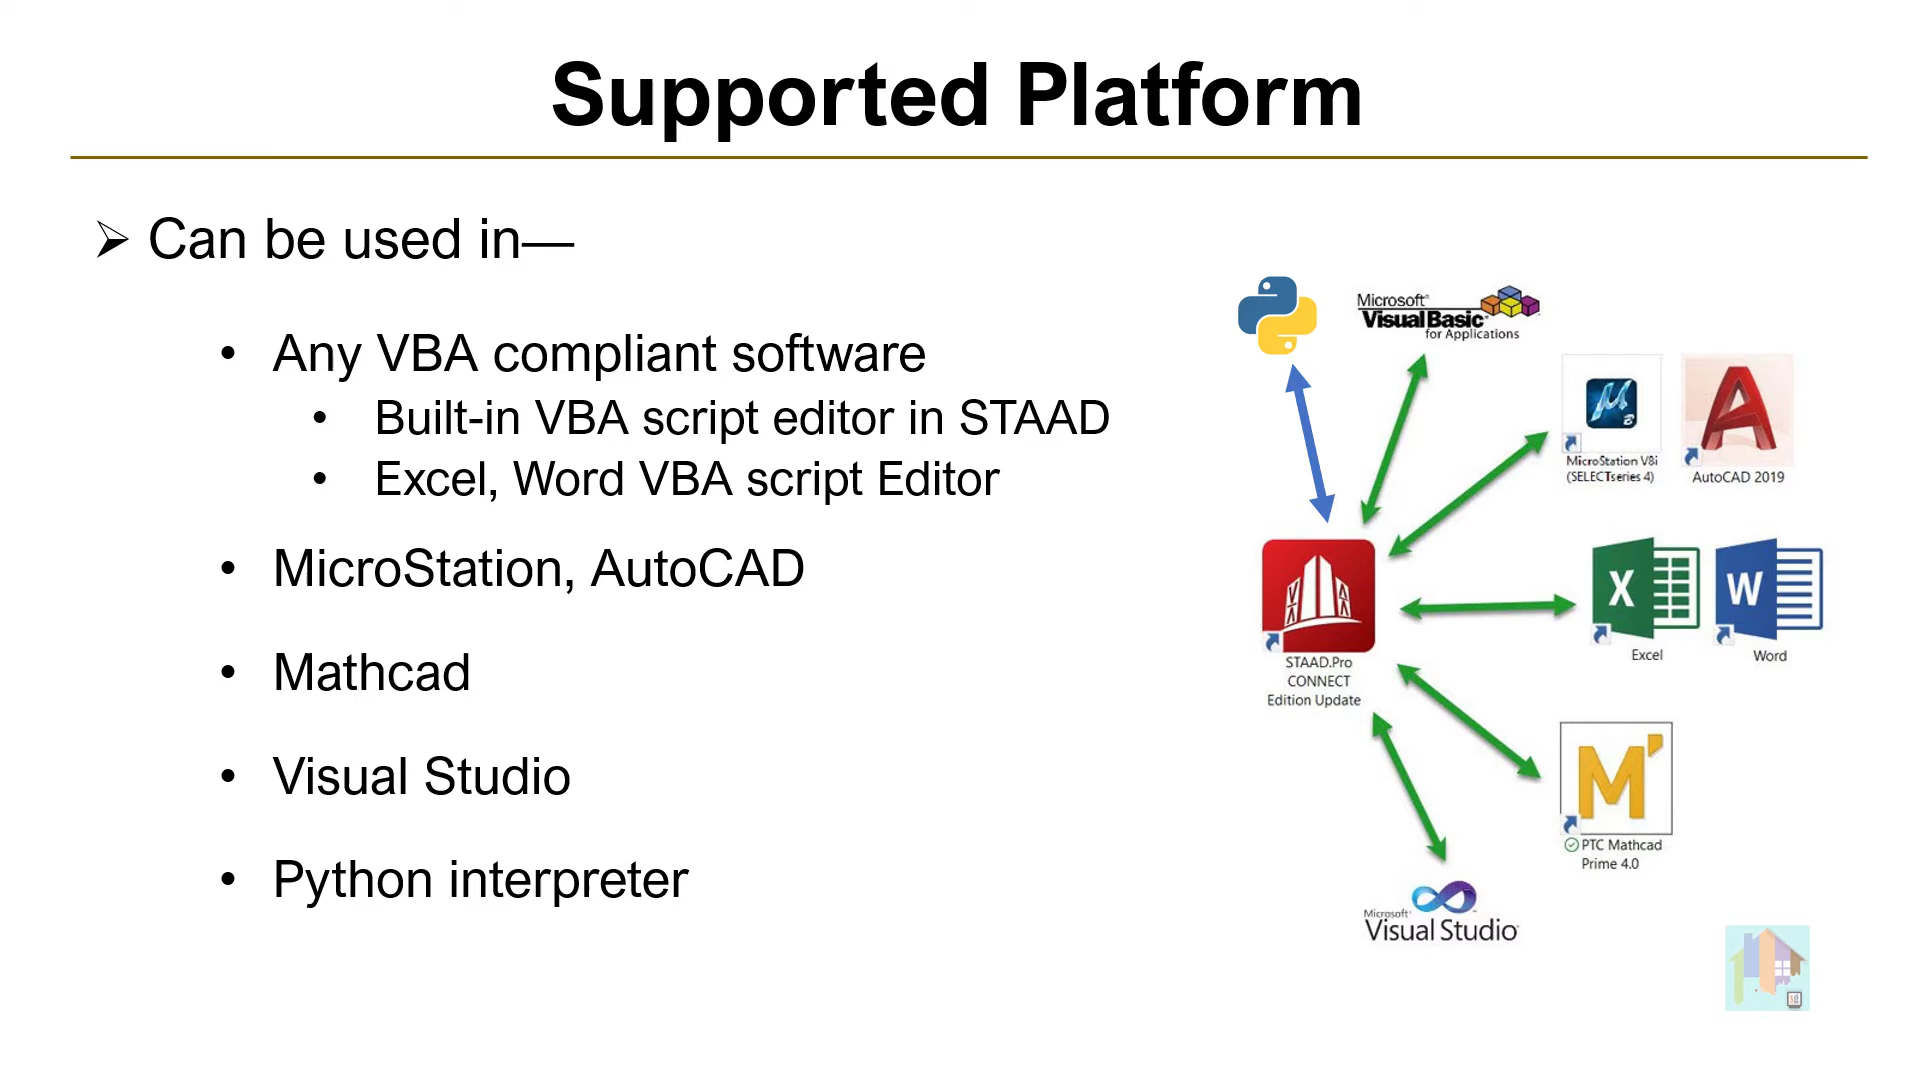 Supported Platform
➢ Can be used in—
• Any VBA compliant software
• Built-in VBA script editor in STAAD
• Excel, Word VBA script Editor
• MicroStation, AutoCAD
• Mathcad
• Visual Studio
• Python interpreter
Microsoft®
Visual Basic®
for Applications
MicroStation V8i
(SELECTseries 4)
A
AutoCAD 2019
STAAD.Pro
CONNECT
Edition Update
X
Excel
W
Word
M'
PTC Mathcad
Prime 4.0
Microsoft®
Visual Studio